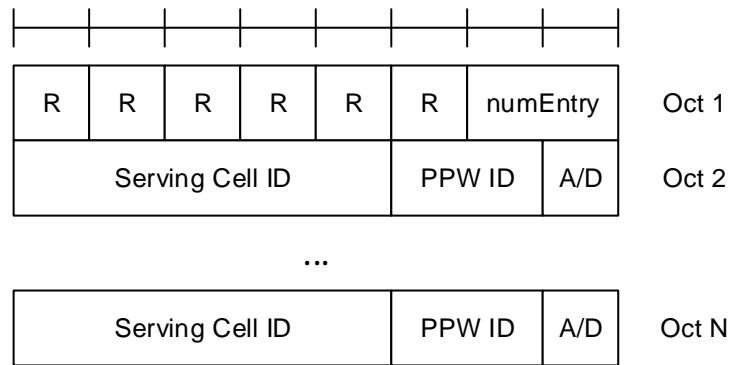 R R R R R R numEntry Oct 1
Serving Cell ID PPW ID A/D Oct 2
...
Serving Cell ID PPW ID A/D Oct N